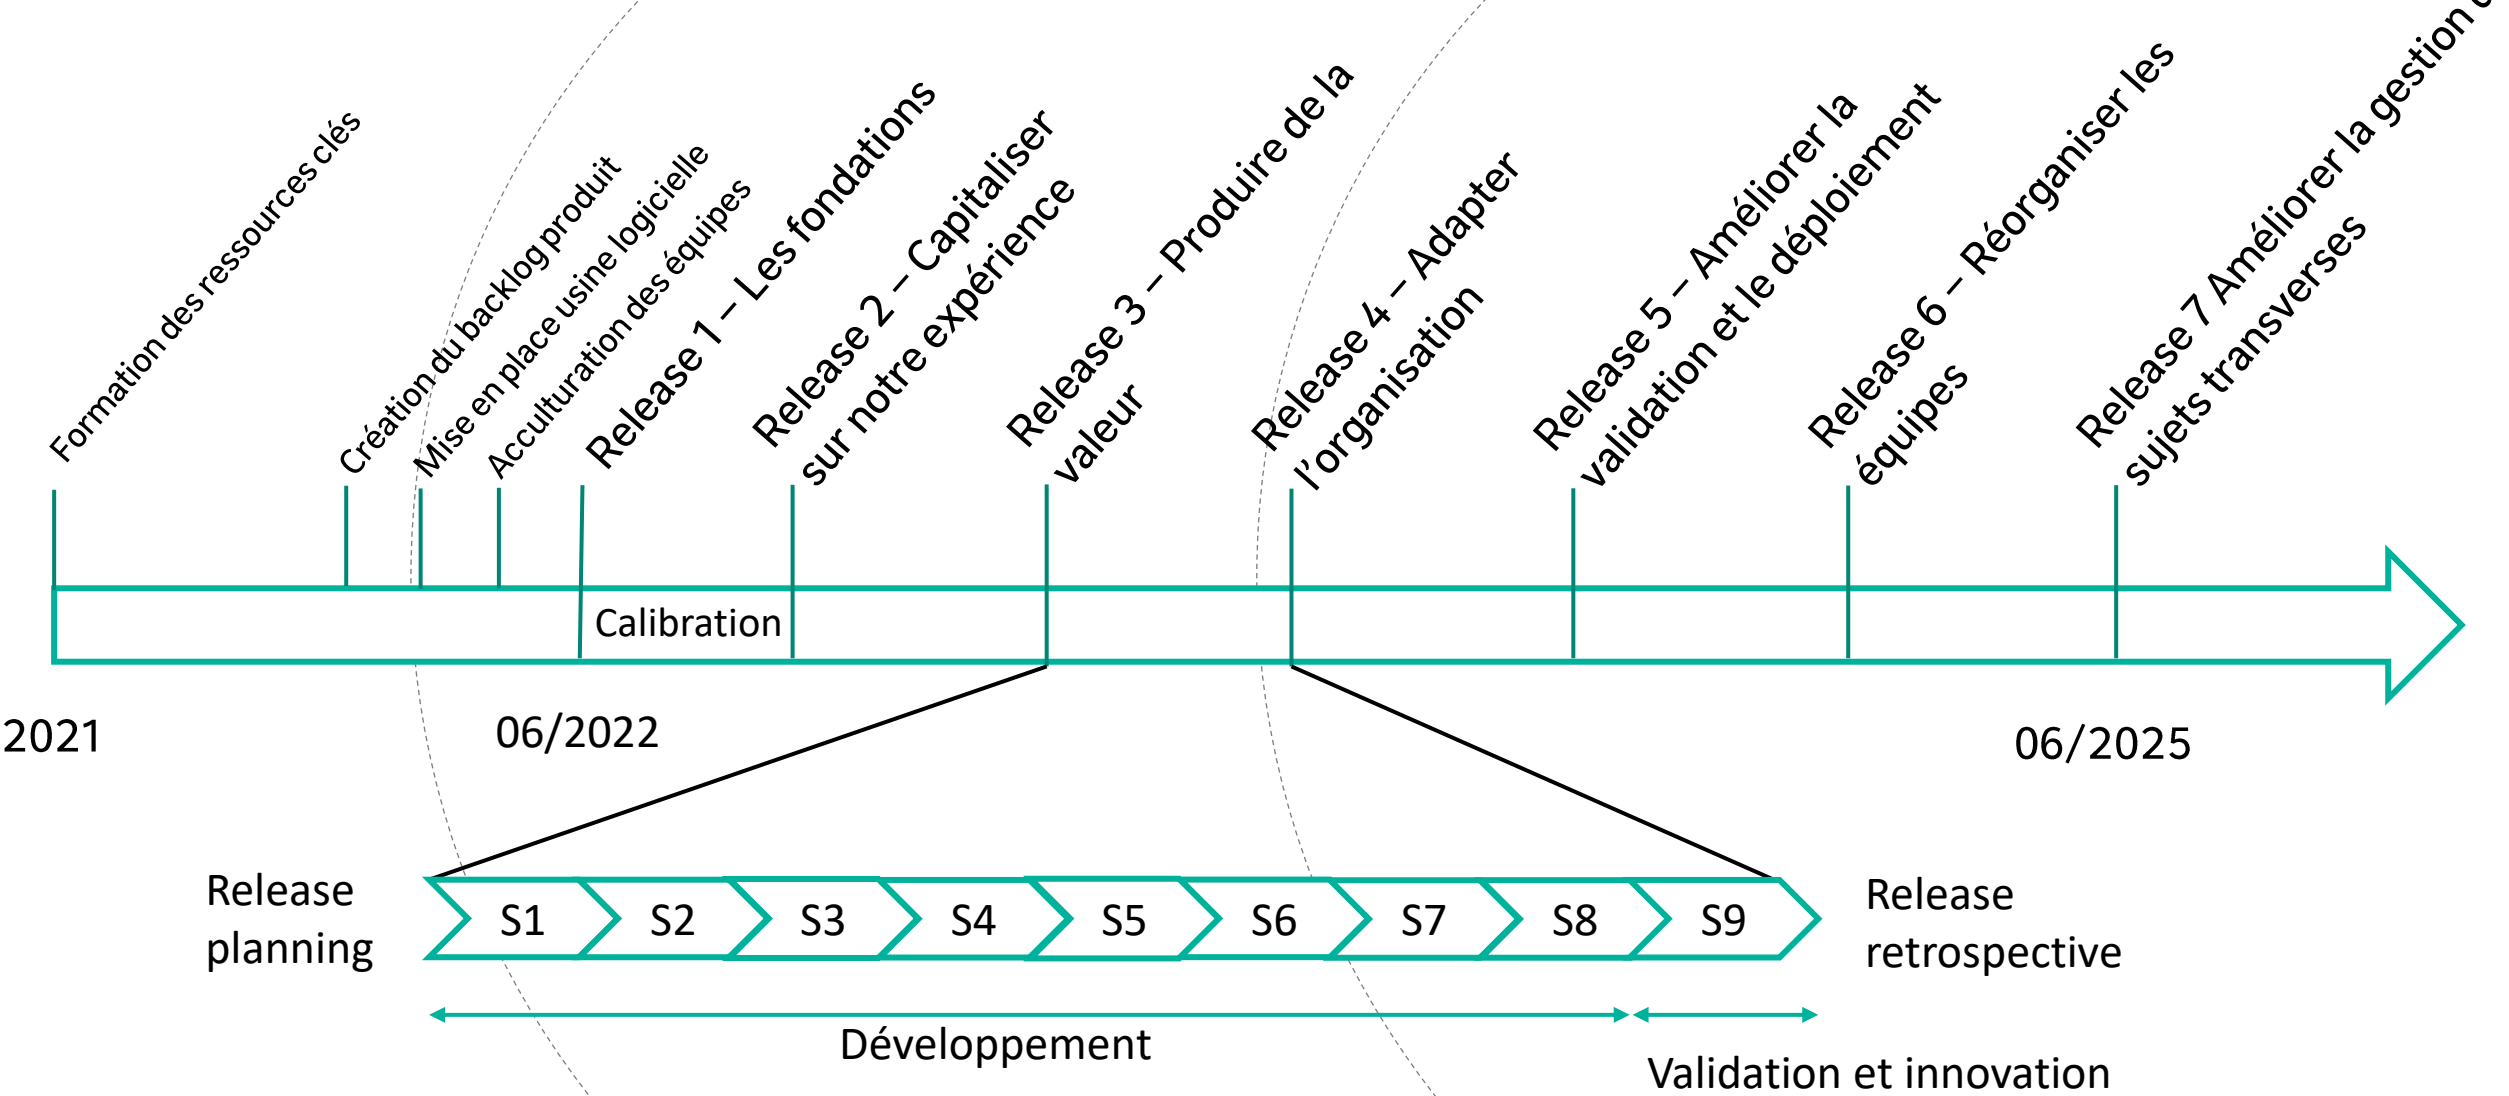 Formation des ressources clés
Création du backlog produit
Mise en place usine logicielle
Acculturation des équipes
Release 1 – Les fondations
Release 2 – Capitaliser
sur notre expérience
Release 3 – Produire de la
valeur
Release 4 – Adapter
l’organisation
Release 5 – Améliorer la
validation et le déploiement
Release 6 – Réorganiser les
équipes
Release 7 Améliorer la gestion
sujets transverses
Calibration
2021
06/2022
06/2025
Release
planning
S1
S2
S3
S4
S5
S6
S7
S8
S9
Release
retrospective
Développement
Validation et innovation